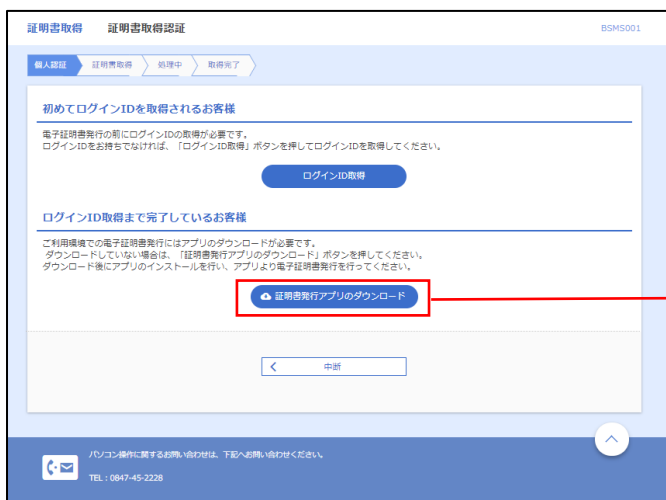 証明書取得 証明書取得認証 BSMS001
個人認証 証明書取得 処理中 取得完了
初めてログインIDを取得されるお客様
電子証明書発行の前にログインIDの取得が必要です。
ログインIDをお持ちでなければ、「ログインID取得」ボタンを押してログインIDを取得してください。
ログインID取得
ログインID取得まで完了しているお客様
ご利用環境での電子証明書発行にはアプリのダウンロードが必要です。
ダウンロードしていない場合は、「証明書発行アプリのダウンロード」ボタンを押してください。
ダウンロード後にアプリのインストールを行い、アプリより電子証明書発行を行ってください。
証明書発行アプリのダウンロード
中断
パソコン操作に関するお問い合わせは、下記へお問い合わせください。
TEL：0847-45-2228